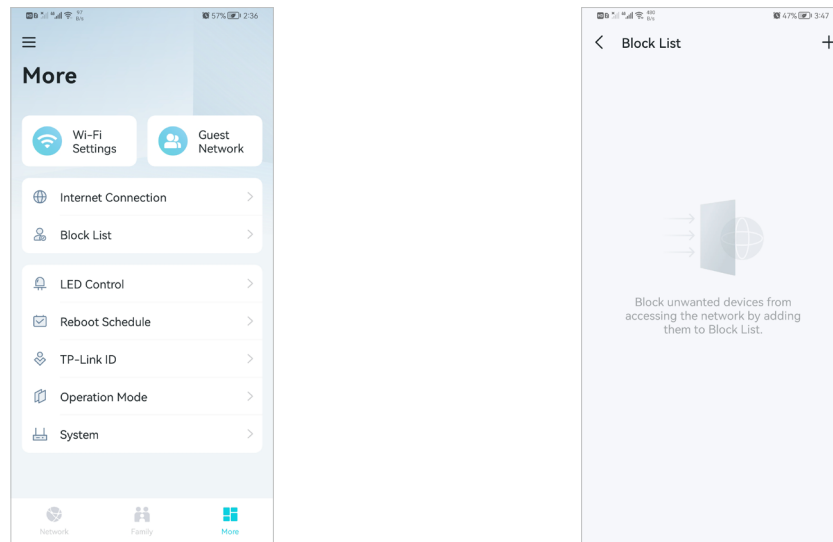 57% 2:36
More
Wi-Fi
Settings
Guest
Network
Internet Connection
Block List
LED Control
Reboot Schedule
TP-Link ID
Operation Mode
System
Network
Family
More
47% 3:47
Block List
Block unwanted devices from
accessing the network by adding
them to Block List.